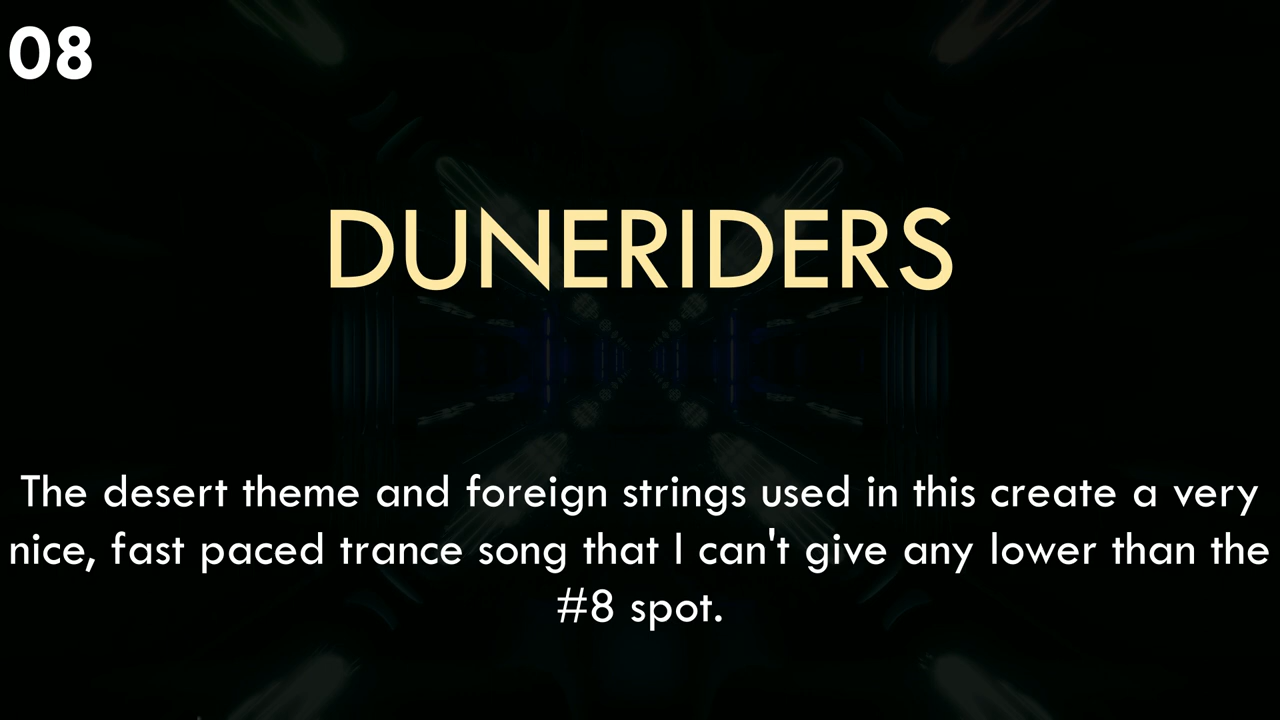 08
DUNERIDERS
The desert theme and foreign strings used in this create a very
nice, fast paced trance song that I can't give any lower than the
#8 spot.